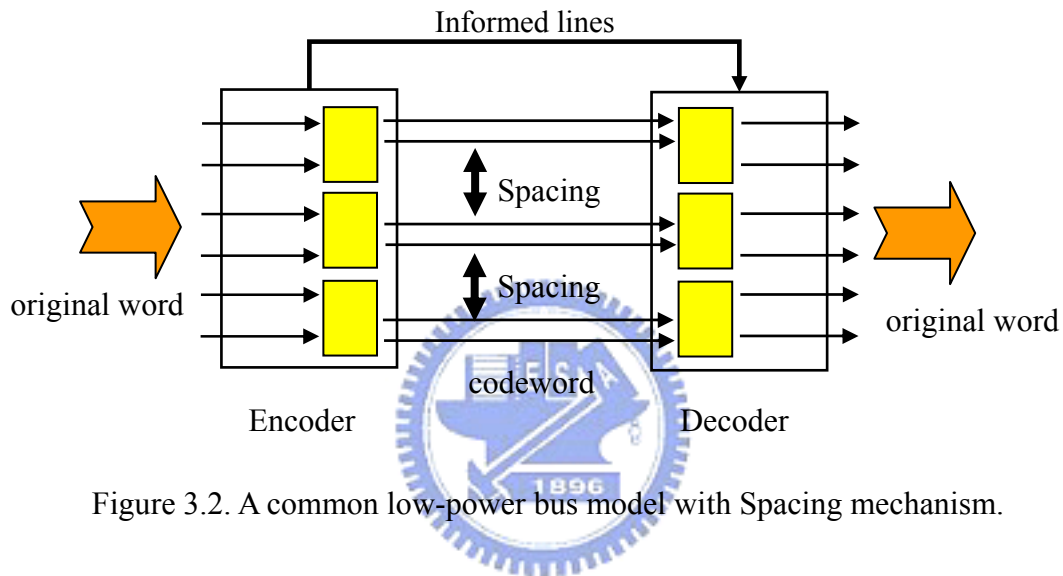 Informed lines
Spacing
Spacing
original word
original word
codeword
Encoder
Decoder
ES A
1896
Figure 3.2. A common low-power bus model with Spacing mechanism.